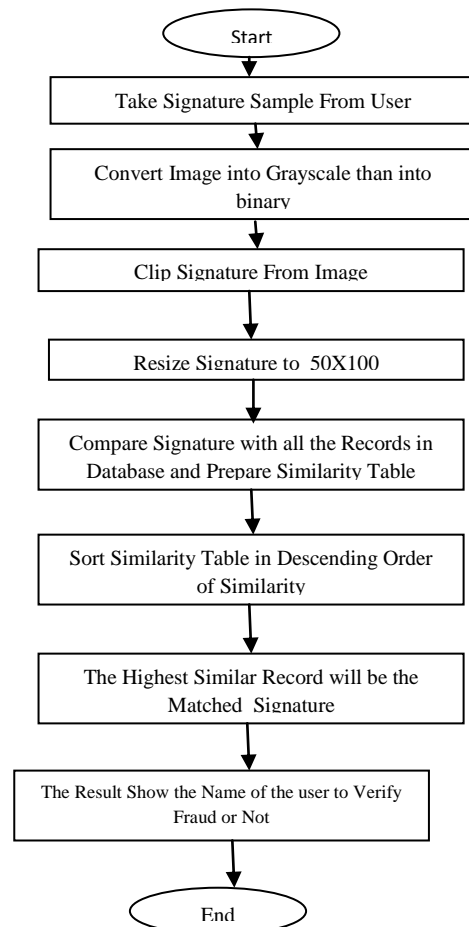 Start
Take Signature Sample From User
Convert Image into Grayscale than into
binary
Clip Signature From Image
Resize Signature to 50X100
Compare Signature with all the Records in
Database and Prepare Similarity Table
Sort Similarity Table in Descending Order
of Similarity
The Highest Similar Record will be the
Matched Signature
The Result Show the Name of the user to Verify
Fraud or Not
End